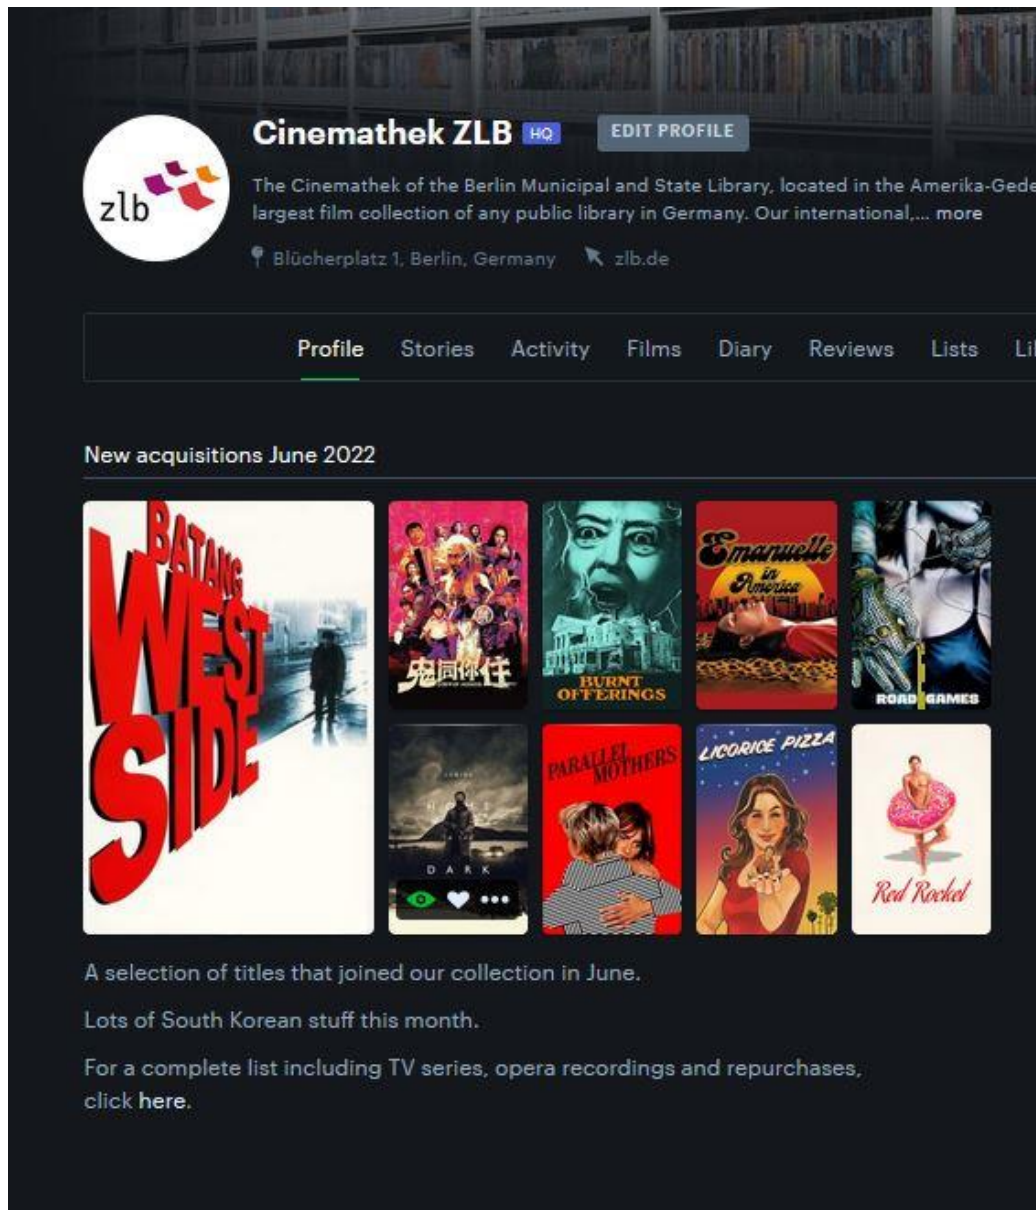 Cinemathek ZLB HQ EDIT PROFILE
zlb
The Cinemathek of the Berlin Municipal and State Library, located in the Amerika-Gede
largest film collection of any public library in Germany. Our international,... more
Blücherplatz 1, Berlin, Germany zlb.de
Profile Stories Activity Films Diary Reviews Lists Li
New acquisitions June 2022
BATANG
WEST
SIDE
鬼同你住
BURNT
OFFERINGS
Emanuelle
in
America
ROAD GAMES
DARK
PARALLEL
MOTHERS
LICORICE PIZZA
Red Rocket
A selection of titles that joined our collection in June.
Lots of South Korean stuff this month.
For a complete list including TV series, opera recordings and repurchases,
click here.